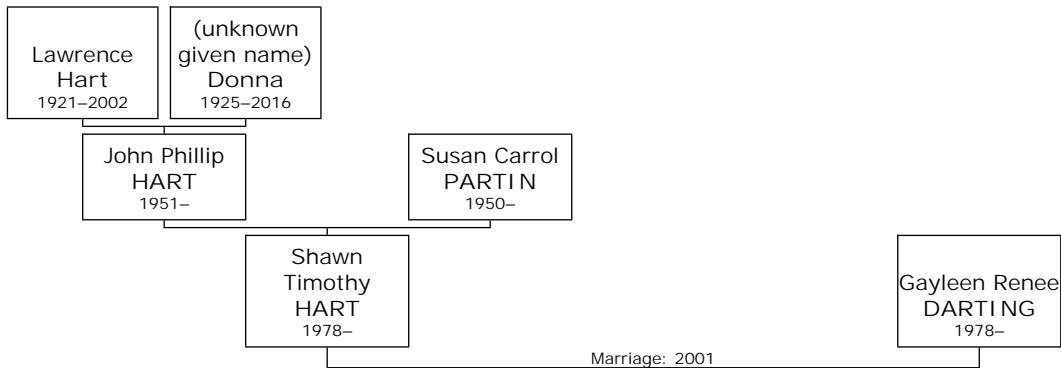 Lawrence
Hart
1921–2002
(unknown
given name)
Donna
1925–2016
John Phillip
HART
1951–
Susan Carrol
PARTIN
1950–
Shawn
Timothy
HART
1978–
Gayleen Renee
DARTING
1978–
Marriage: 2001